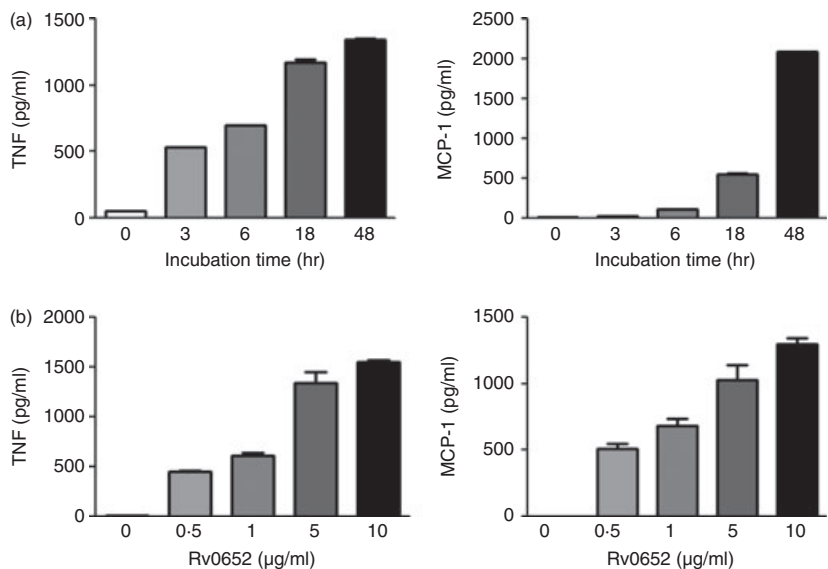 (a)
1500
1000
500
0
TNF (pg/ml)
0 3 6 18 48
Incubation time (hr)
2500
2000
1500
1000
500
0
MCP-1 (pg/ml)
0 3 6 18 48
Incubation time (hr)
(b)
2000
1500
1000
500
0
TNF (pg/ml)
0 0·5 1 5 10
Rv0652 (µg/ml)
1500
1000
500
0
MCP-1 (pg/ml)
0 0·5 1 5 10
Rv0652 (µg/ml)